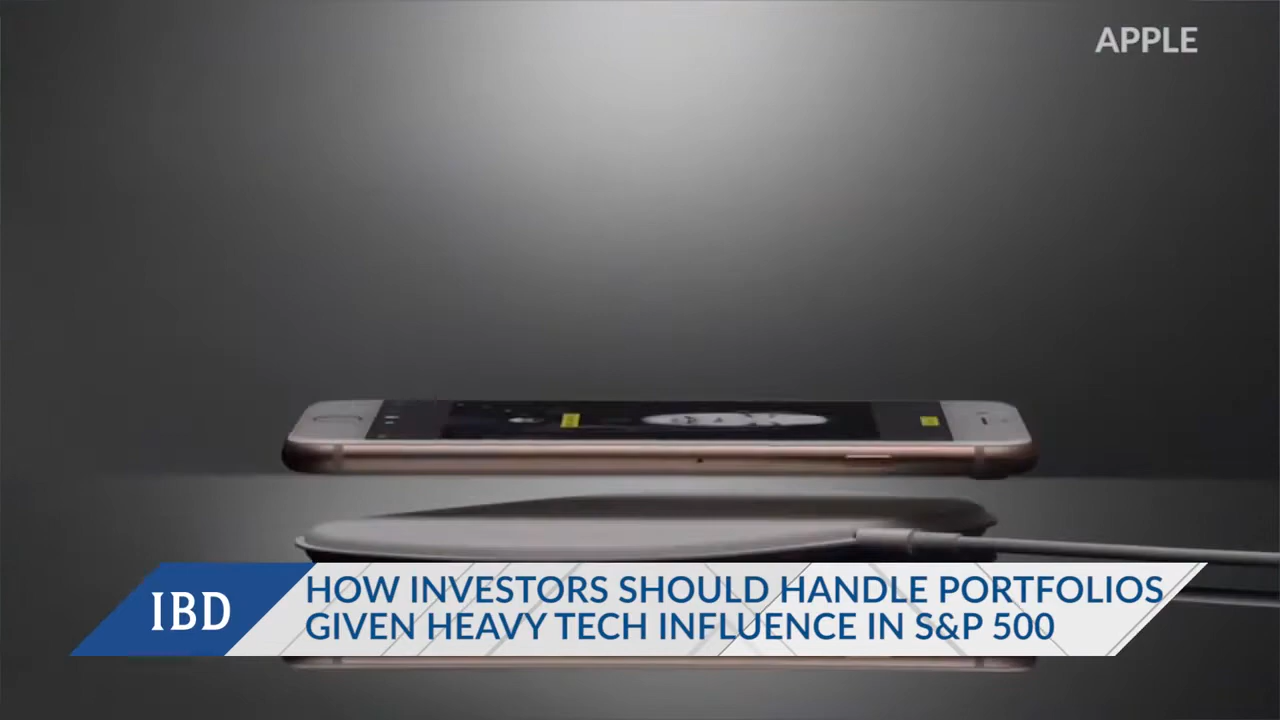 APPLE
IBD
HOW INVESTORS SHOULD HANDLE PORTFOLIOS
GIVEN HEAVY TECH INFLUENCE IN S&P 500